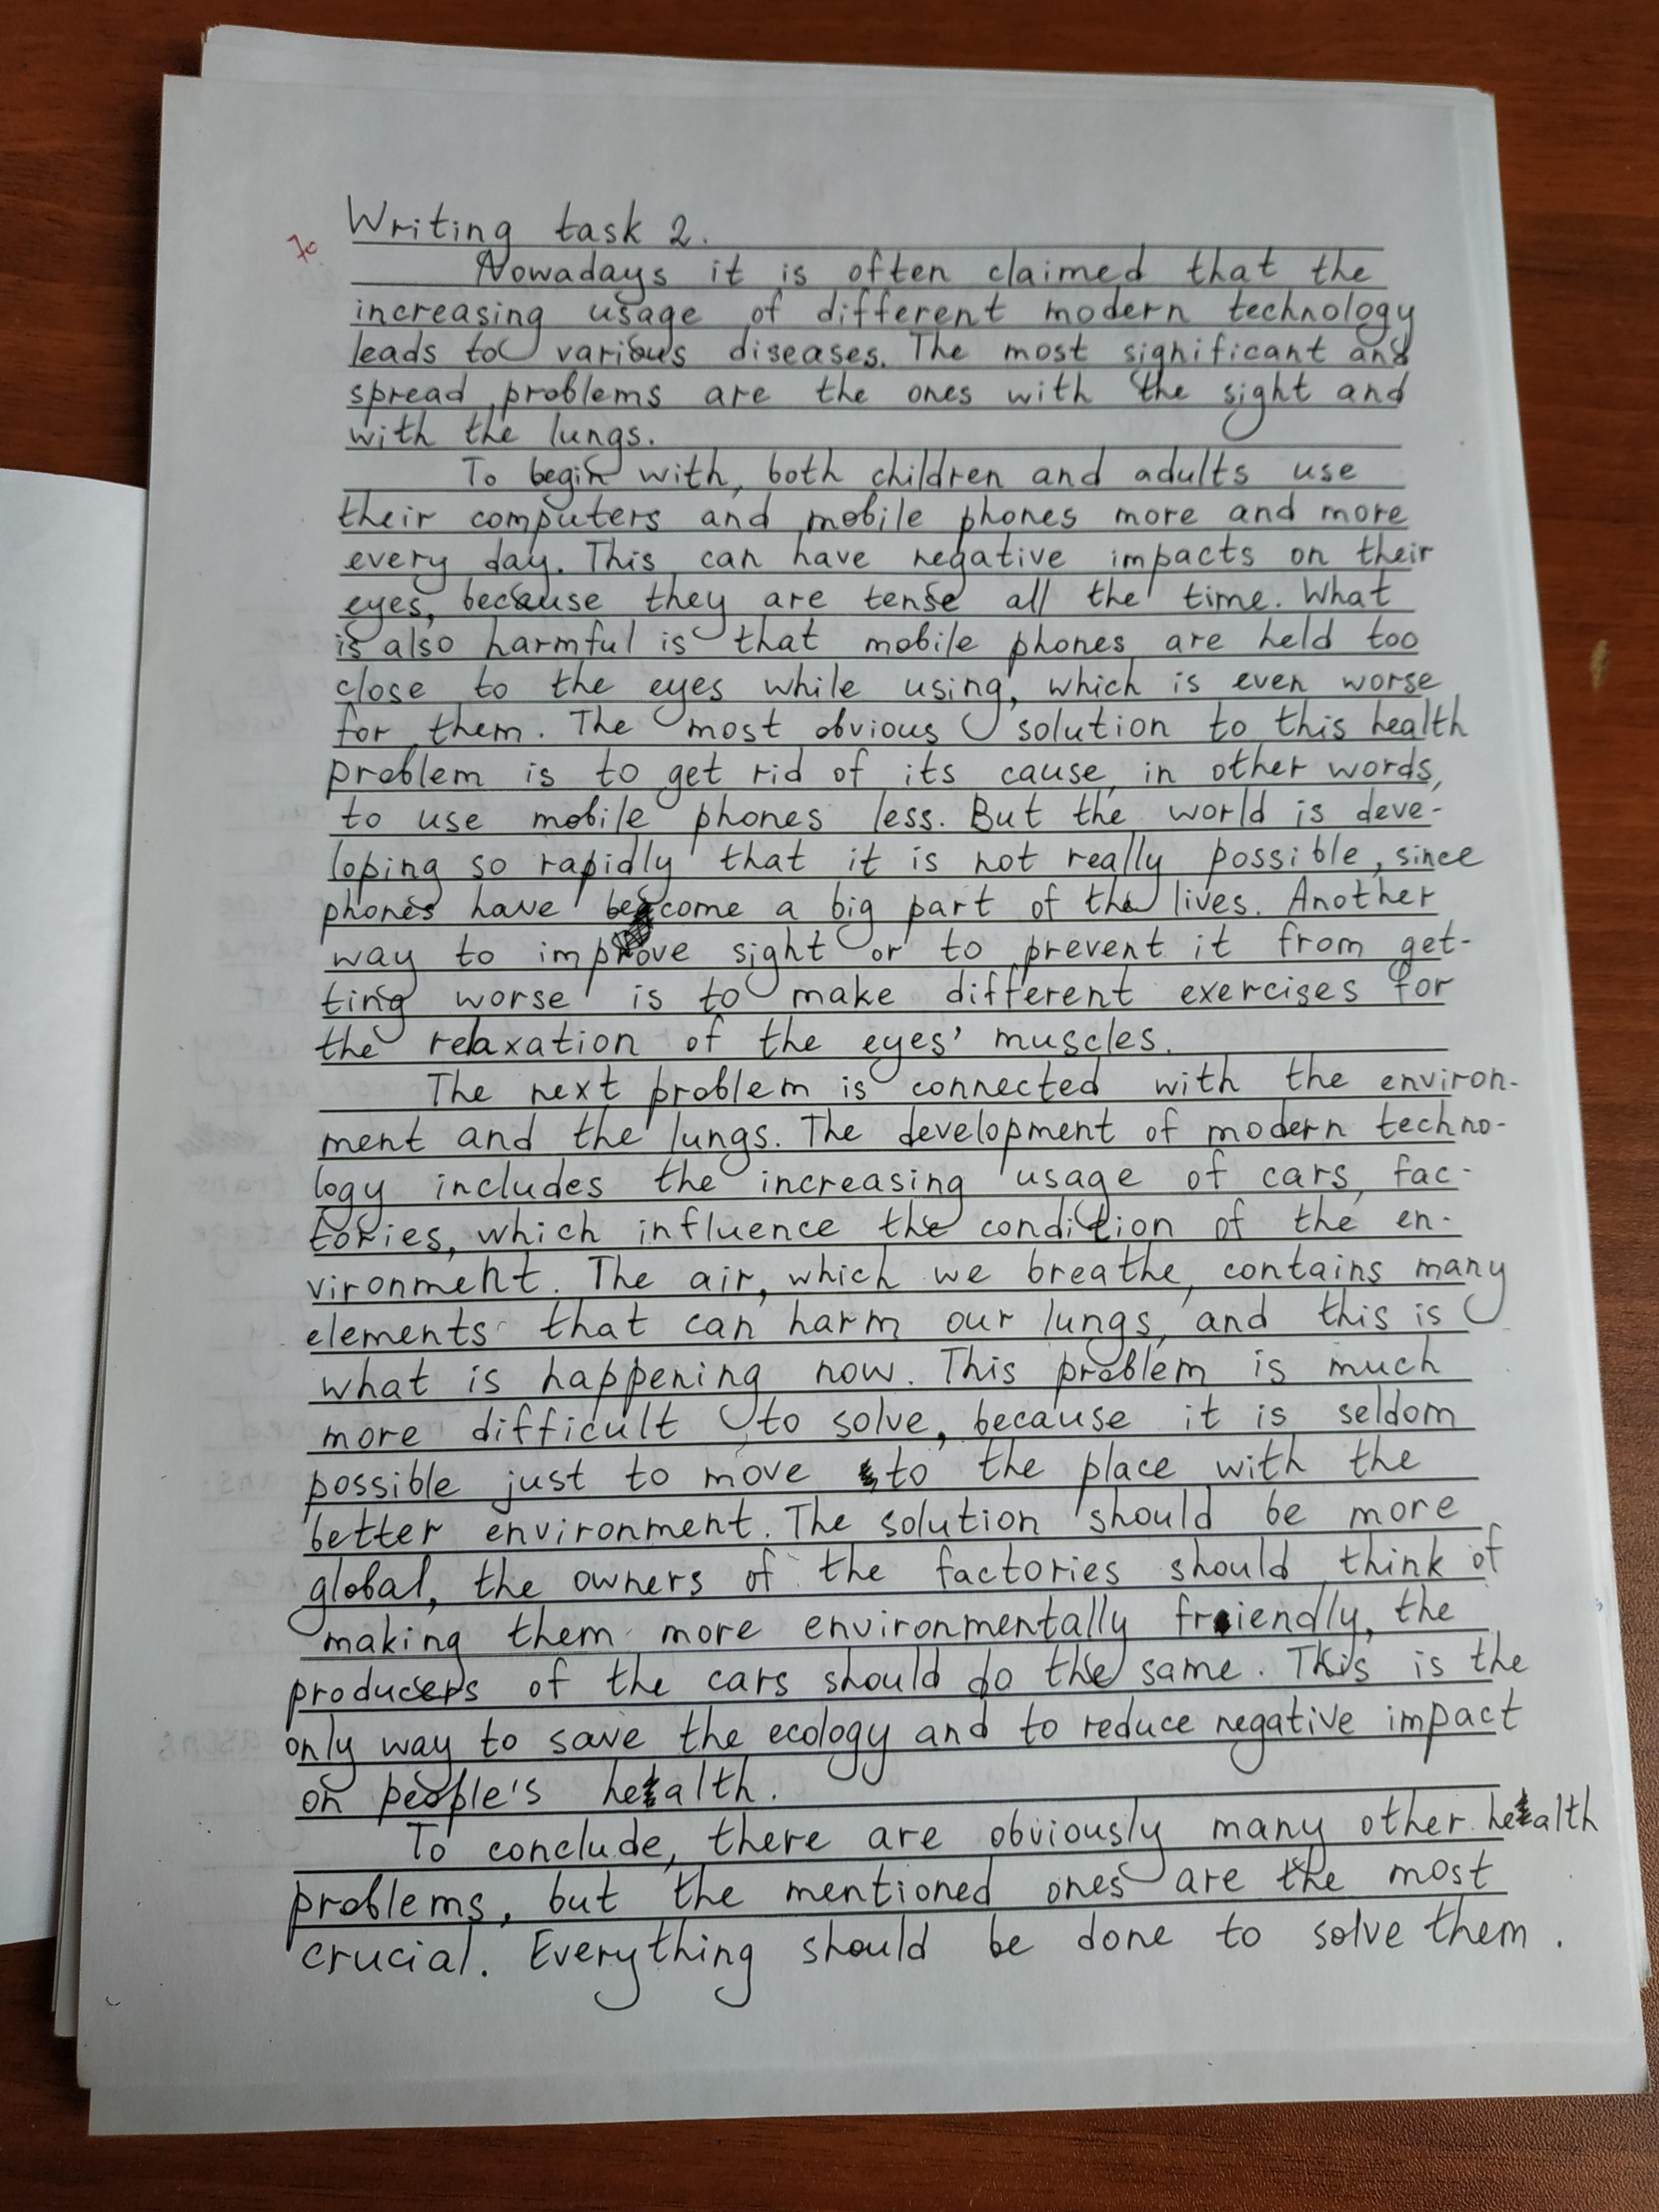 Writing task 2.
70
Nowadays it is often claimed that the
increasing usage of different modern technology
leads to various diseases. The most significant and
spread problems are the ones with the sight and
with the lungs.
To begin with, both children and adults use
their computers and mobile phones more and more
every day. This can have negative impacts on their
eyes, because they are tense all the time. What
is also harmful is that mobile phones are held too
close to the eyes while using, which is even worse
for them. The most obvious solution to this health
problem is to get rid of its cause, in other words,
to use mobile phones less. But the world is deve-
loping so rapidly that it is not really possible, since
phones have become a big part of the lives. Another
way to improve sight or to prevent it from get-
ting worse is to make different exercises for
the relaxation of the eyes' muscles.
The next problem is connected with the environ-
ment and the lungs. The development of modern techno-
logy includes the increasing usage of cars, fac-
tories, which influence the condition of the en-
vironment. The air, which we breathe, contains many
elements that can harm our lungs, and this is
what is happening now. This problem is much
more difficult to solve, because it is seldom
possible just to move to the place with the
better environment. The solution should be more
global, the owners of the factories should think of
making them more environmentally friendly, the
producers of the cars should do the same. This is the
only way to save the ecology and to reduce negative impact
on people's health.
To conclude, there are obviously many other health
problems, but the mentioned ones are the most
crucial. Everything should be done to solve them.